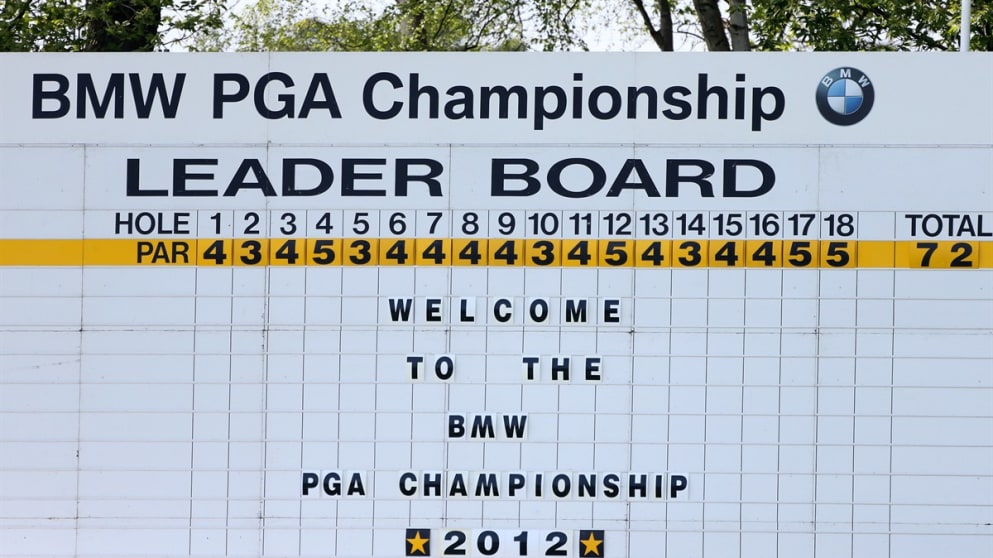 BMW PGA Championship BMW
LEADER BOARD
HOLE 1 2 3 4 5 6 7 8 9 10 11 12 13 14 15 16 17 18 TOTAL
PAR 4 3 4 5 3 4 4 4 4 3 4 5 4 3 4 4 5 5 72
WELCOME
TO THE
BMW
PGA CHAMPIONSHIP
2012